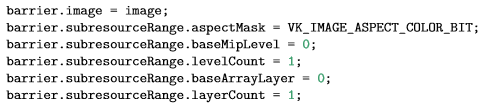 barrier.image = image;
barrier.subresourceRange.aspectMask = VK_IMAGE_ASPECT_COLOR_BIT;
barrier.subresourceRange.baseMipLevel = 0;
barrier.subresourceRange.levelCount = 1;
barrier.subresourceRange.baseArrayLayer = 0;
barrier.subresourceRange.layerCount = 1;